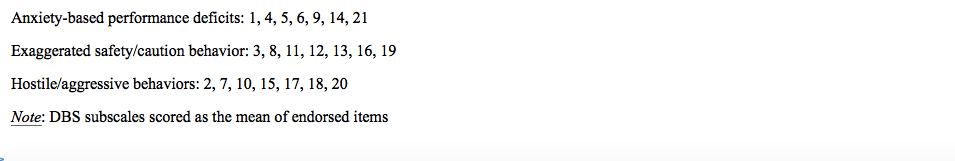 Anxiety-based performance deficits: 1, 4, 5, 6, 9, 14, 21
Exaggerated safety/caution behavior: 3, 8, 11, 12, 13, 16, 19
Hostile/aggressive behaviors: 2, 7, 10, 15, 17, 18, 20
Note: DBS subscales scored as the mean of endorsed items